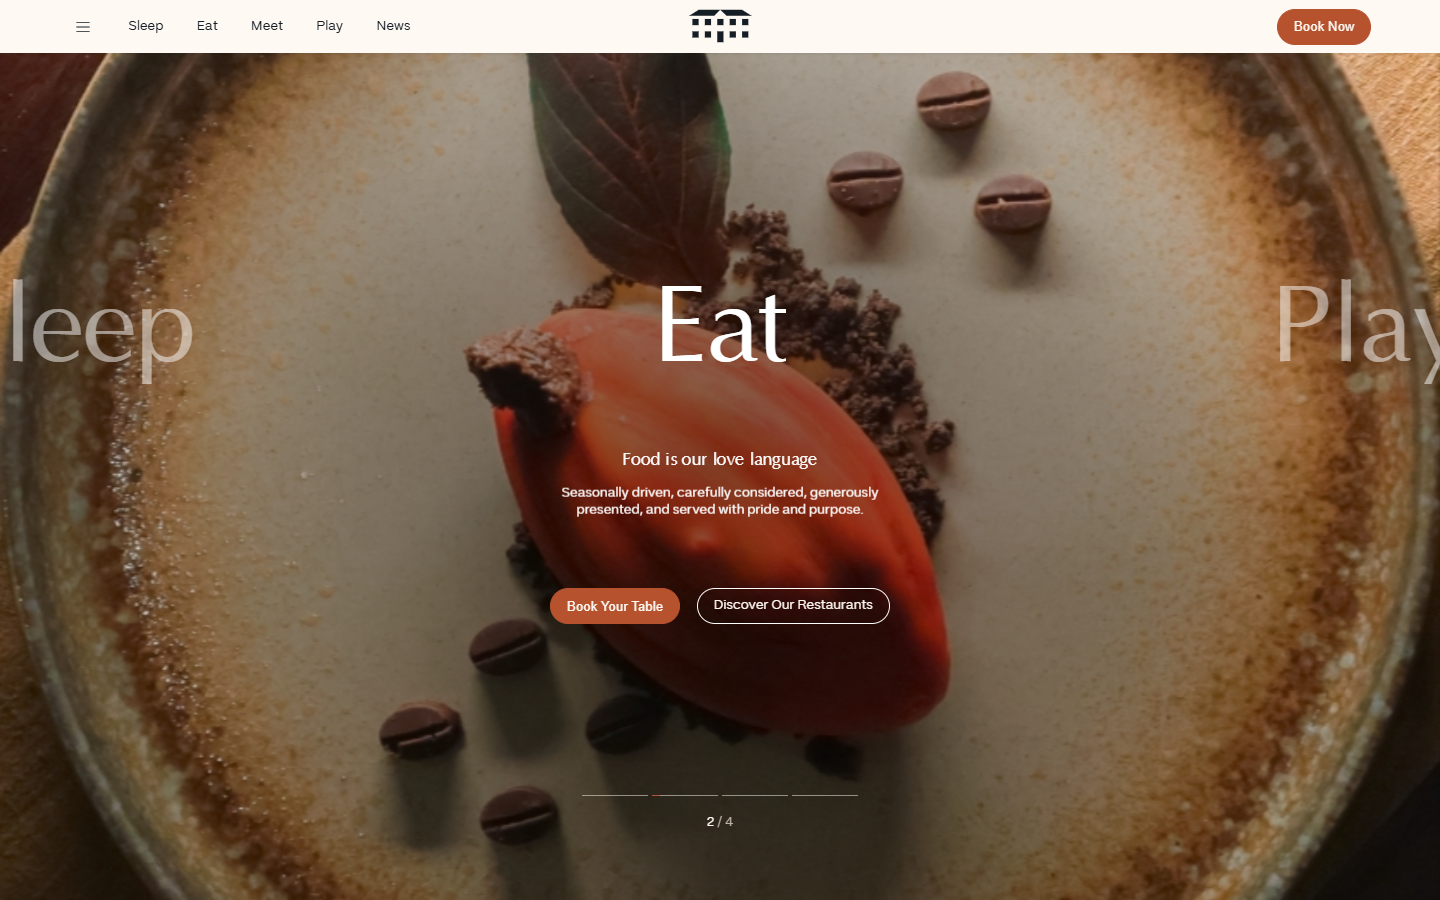 Sleep
Eat
Meet
Play
News
Book Now
leep
Eat
Play
Food is our love language
Seasonally driven, carefully considered, generously
presented, and served with pride and purpose.
Book Your Table
Discover Our Restaurants
2 / 4